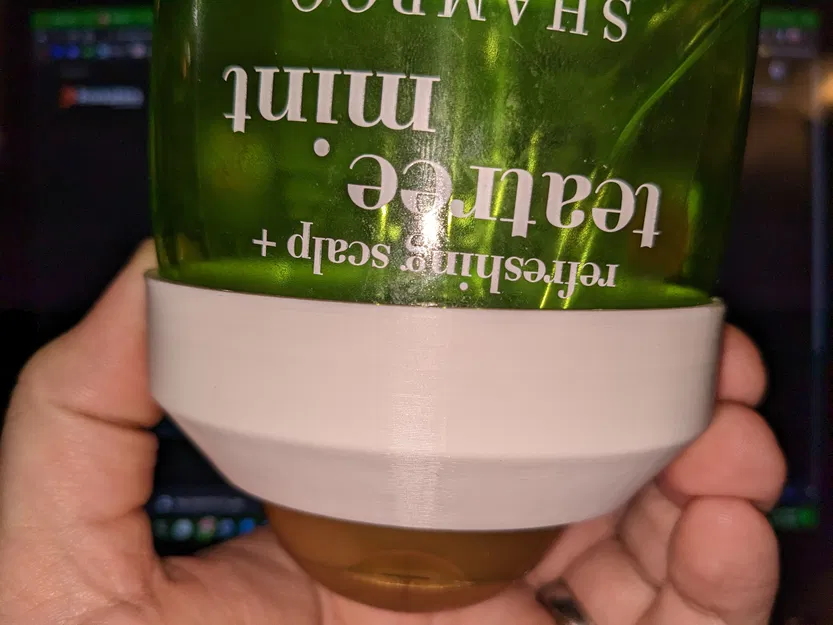 refreshing scalp +
teatree
mint
SHAMPOO